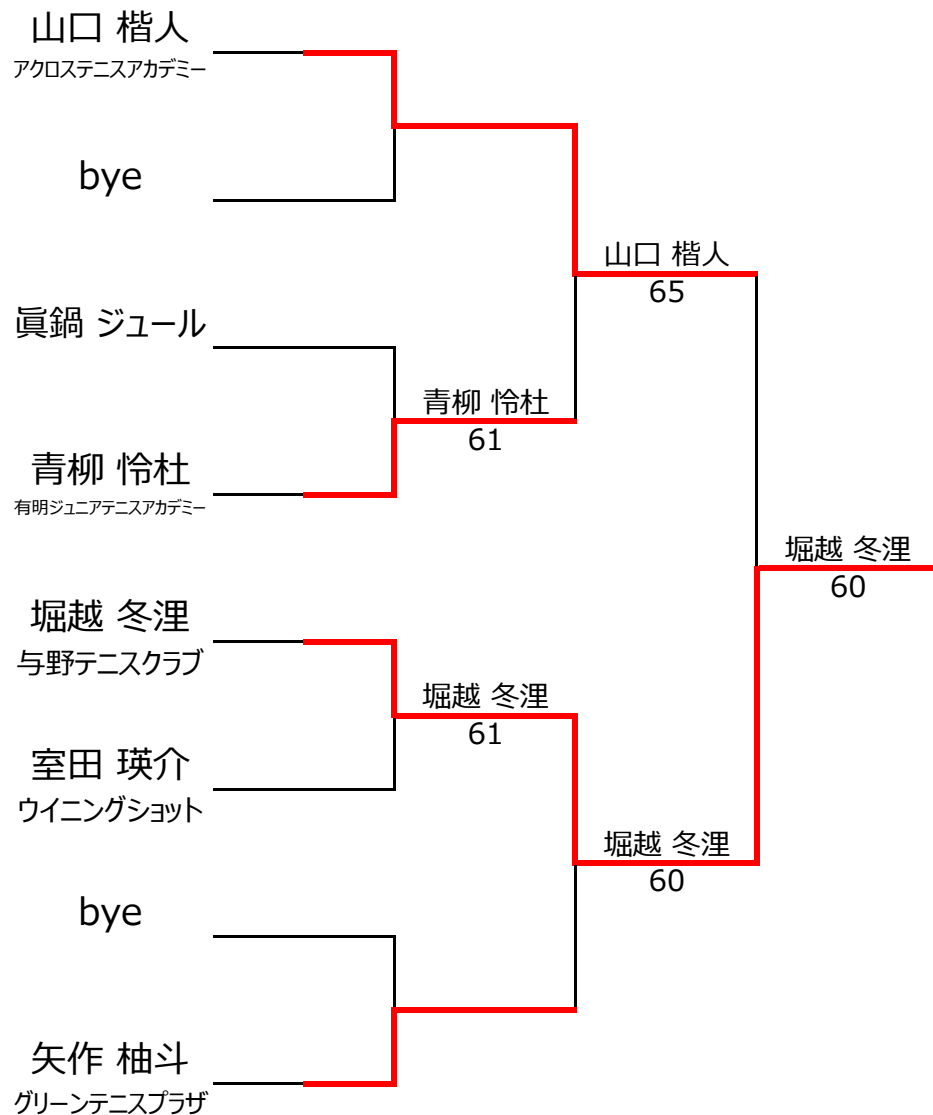 山口 楷人
アクロステニスアカデミー
bye
眞鍋 ジュール
青柳 怜杜
有明ジュニアテニスアカデミー
堀越 冬浬
与野テニスクラブ
室田 瑛介
ウイニングショット
bye
矢作 柚斗
グリーンテニスプラザ
青柳 怜杜
61
堀越 冬浬
61
山口 楷人
65
堀越 冬浬
60
堀越 冬浬
60